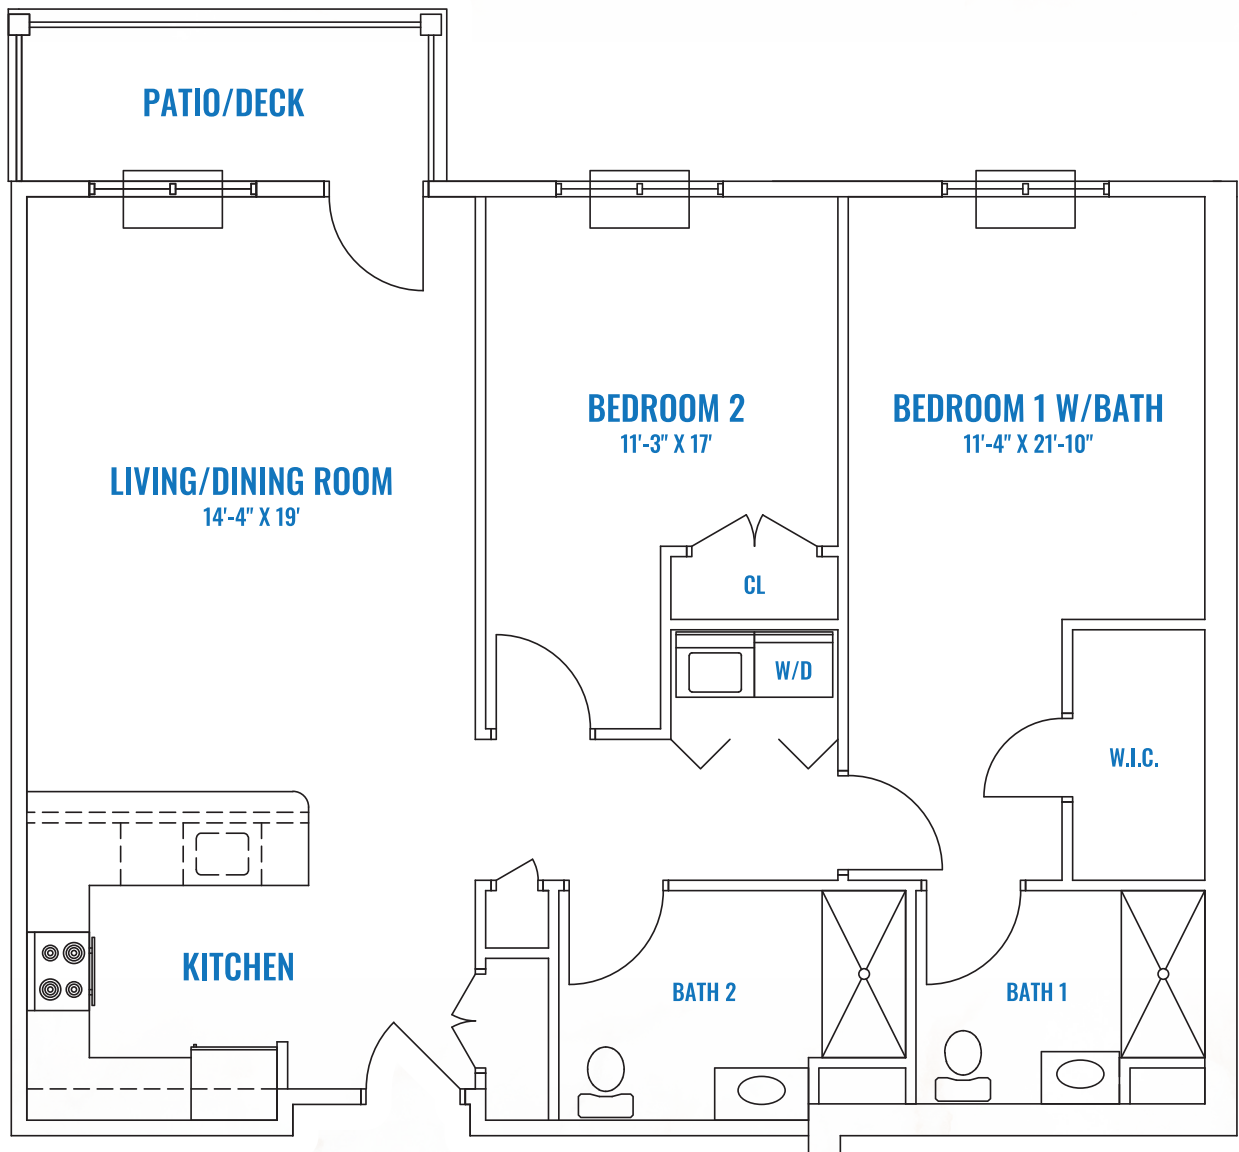 PATIO/DECK
BEDROOM 2
11'-3" X 17'
BEDROOM 1 W/BATH
11'-4" X 21'-10"
LIVING/DINING ROOM
14'-4" X 19'
CL
W/D
W.I.C.
KITCHEN
BATH 2
BATH 1